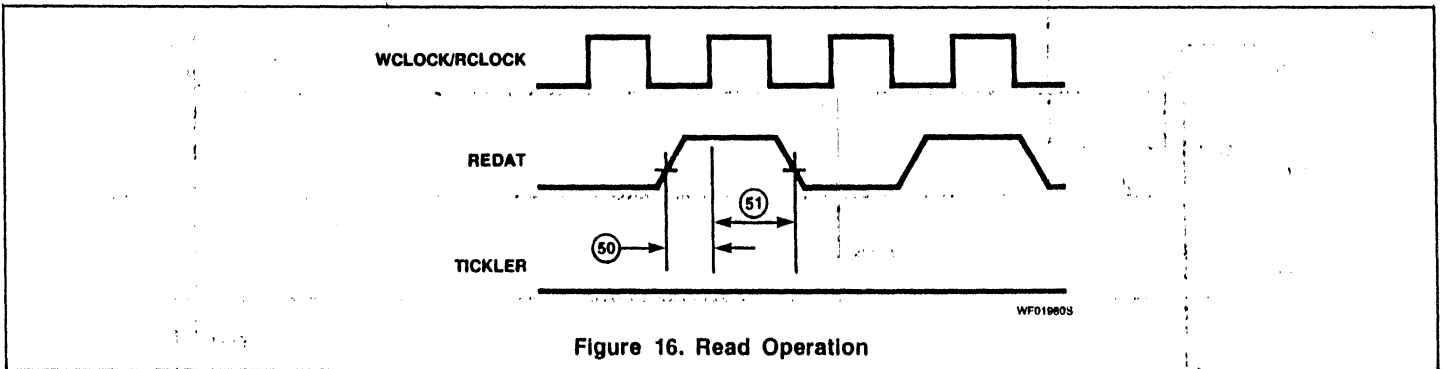 WCLOCK/RCLOCK
REDAT
51
50
TICKLER
WF01960S
Figure 16. Read Operation